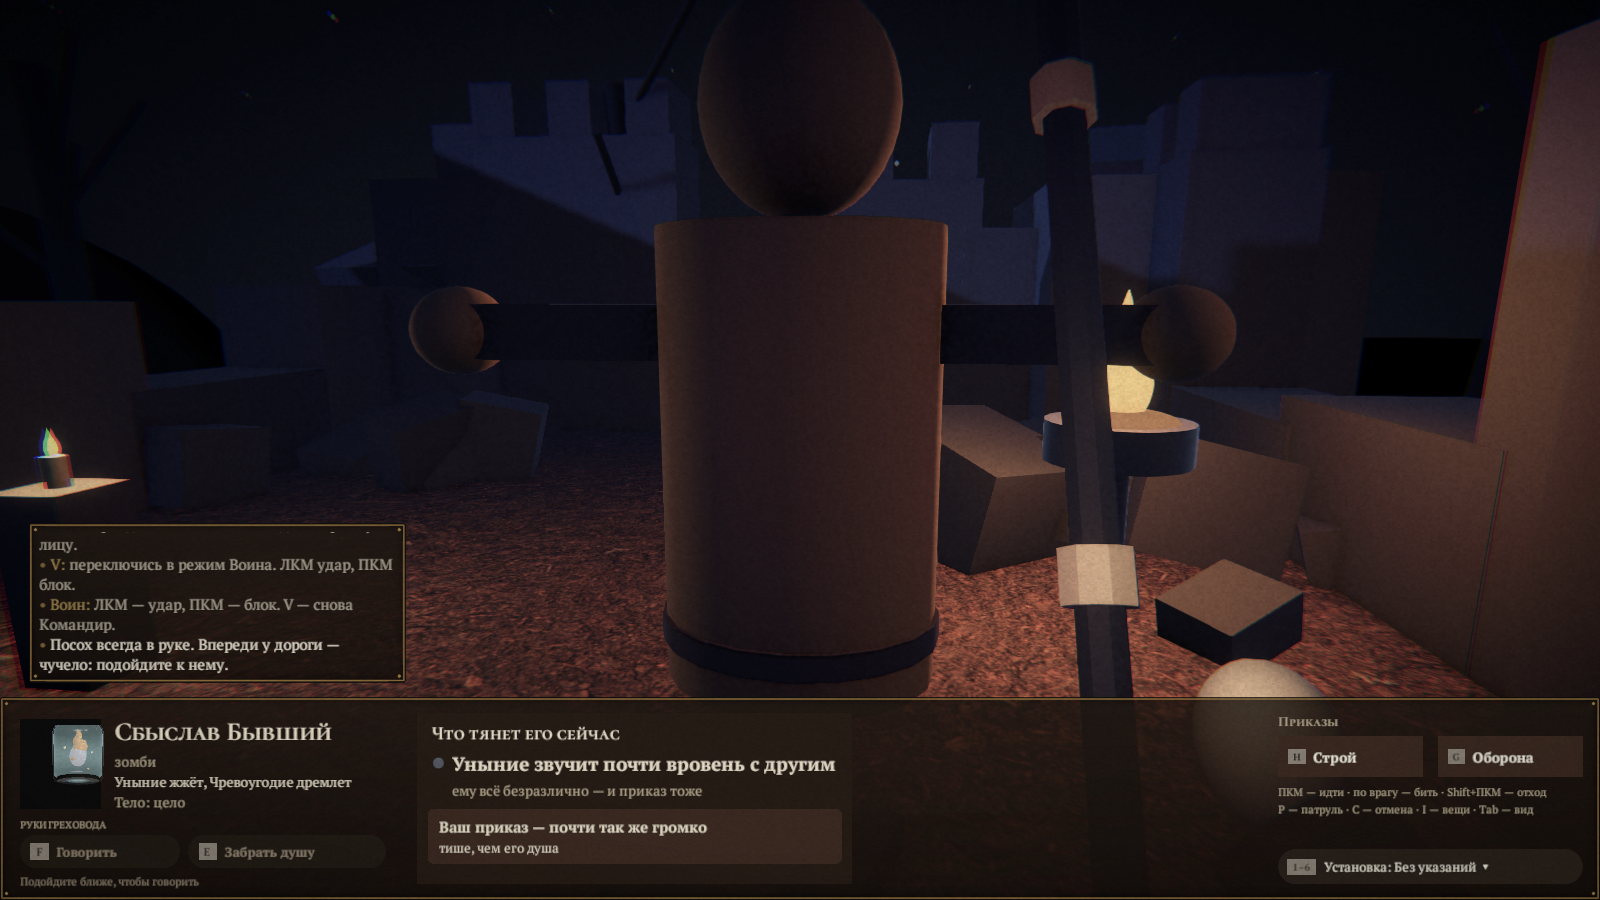 лицу.
• V: переключись в режим Воина. ЛКМ удар, ПКМ
блок.
• Воин: ЛКМ — удар, ПКМ — блок. V — снова
Командир.
• Посох всегда в руке. Впереди у дороги —
чучело: подойдите к нему.
Сбыслав Бывший
зомби
Уныние жжёт, Чревоугодие дремлет
Тело: цело
РУКИ ГРЕХОВОДА
F Говорить
E Забрать душу
Подойдите ближе, чтобы говорить
Что тянет его сейчас
Уныние звучит почти вровень с другим
ему всё безразлично — и приказ тоже
Ваш приказ — почти так же громко
тише, чем его душа
Приказы
H Строй
G Оборона
ПКМ — идти · по врагу — бить · Shift+ПКМ — отход
P — патруль · C — отмена · I — вещи · Tab — вид
1–6 Установка: Без указаний ▾